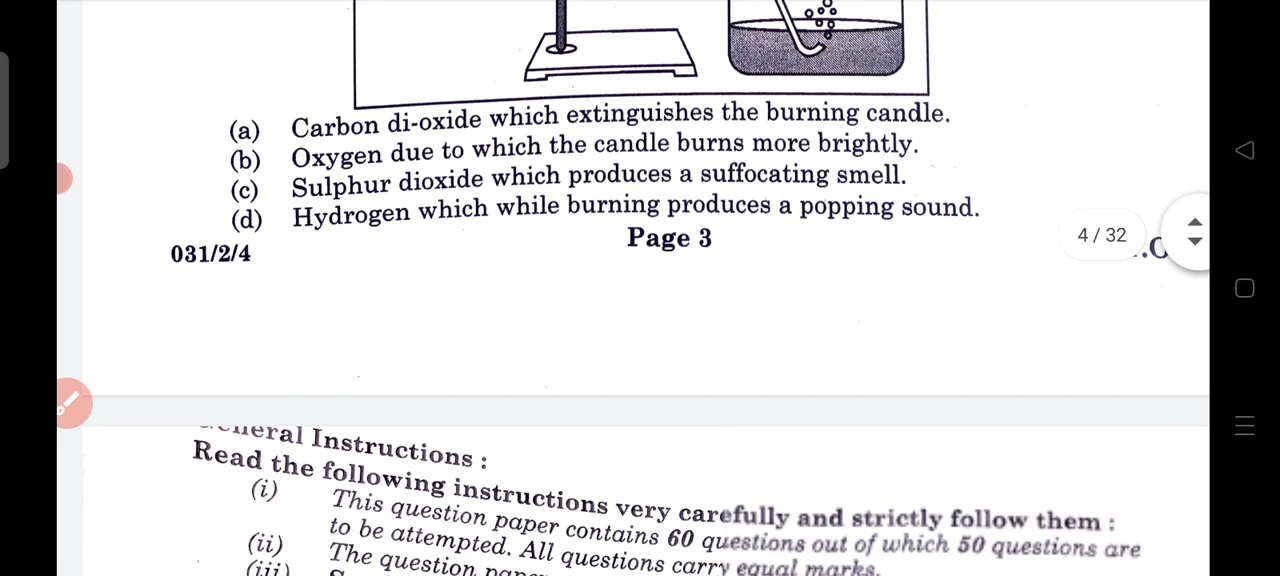 (a) Carbon di-oxide which extinguishes the burning candle.
(b) Oxygen due to which the candle burns more brightly.
(c) Sulphur dioxide which produces a suffocating smell.
(d) Hydrogen which while burning produces a popping sound.
031/2/4 Page 3
4 / 32
General Instructions :
Read the following instructions very carefully and strictly follow them :
(i) This question paper contains 60 questions out of which 50 questions are
to be attempted. All questions carry equal marks.
(ii) The question
(iii)